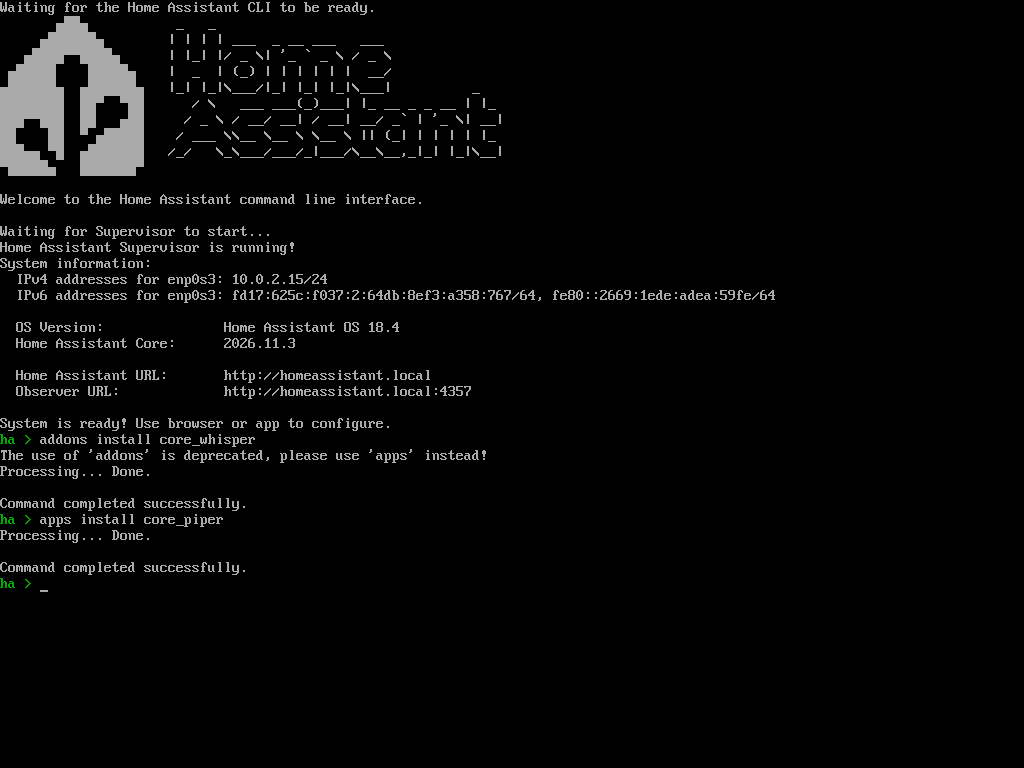 Waiting for the Home Assistant CLI to be ready.
Home
Assistant
Welcome to the Home Assistant command line interface.
Waiting for Supervisor to start...
Home Assistant Supervisor is running!
System information:
  IPv4 addresses for enp0s3: 10.0.2.15/24
  IPv6 addresses for enp0s3: fd17:625c:f037:2:64db:8ef3:a358:767/64, fe80::2669:1ede:adea:59fe/64
  OS Version:               Home Assistant OS 18.4
  Home Assistant Core:      2026.11.3
  Home Assistant URL:       http://homeassistant.local
  Observer URL:             http://homeassistant.local:4357
System is ready! Use browser or app to configure.
ha > addons install core_whisper
The use of 'addons' is deprecated, please use 'apps' instead!
Processing... Done.
Command completed successfully.
ha > apps install core_piper
Processing... Done.
Command completed successfully.
ha > _